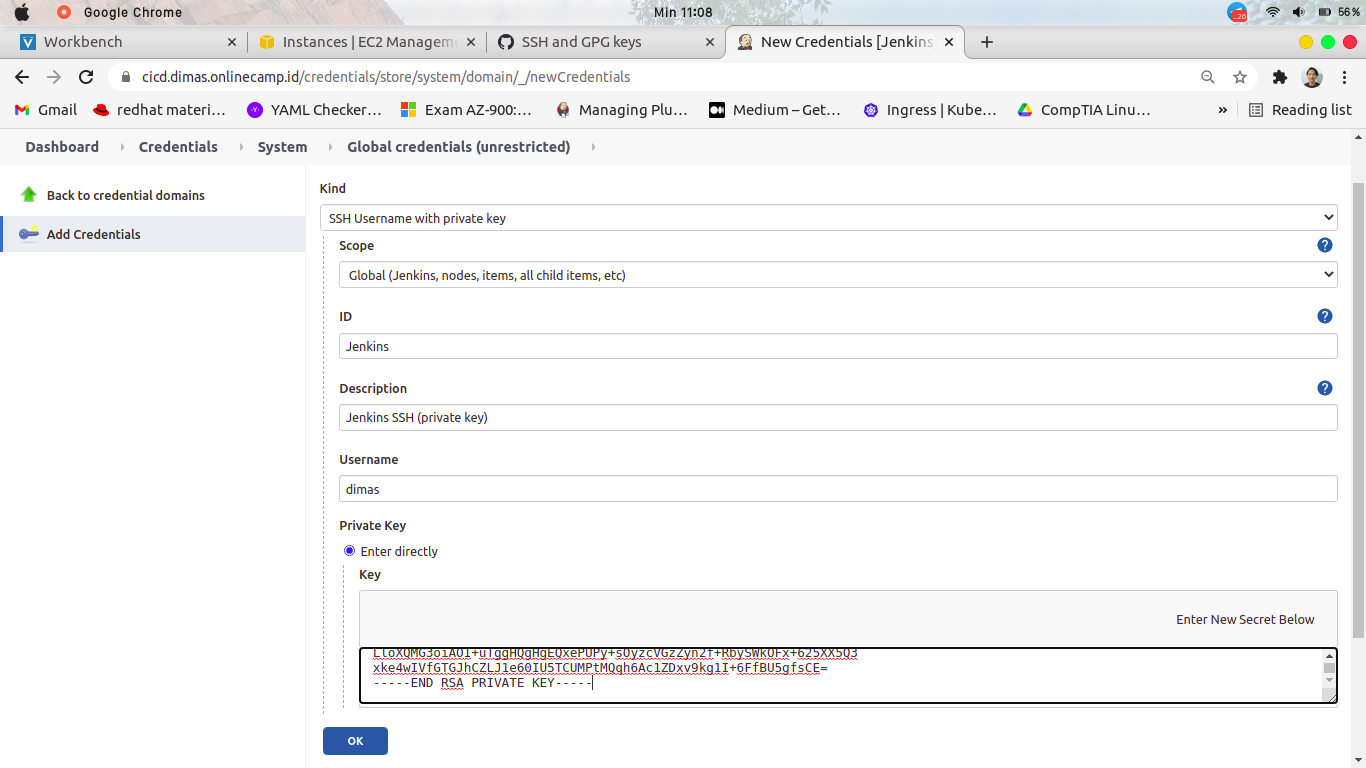 Google Chrome
Min 11:08
26
56%
Workbench
Instances | EC2 Managem
SSH and GPG keys
New Credentials [Jenkins
cicd.dimas.onlinecamp.id/credentials/store/system/domain/_/newCredentials
Gmail
redhat materi...
YAML Checker...
Exam AZ-900:...
Managing Plu...
Medium – Get...
Ingress | Kube...
CompTIA Linu...
»
Reading list
Dashboard
Credentials
System
Global credentials (unrestricted)
Back to credential domains
Add Credentials
Kind
SSH Username with private key
Scope
Global (Jenkins, nodes, items, all child items, etc)
ID
Jenkins
Description
Jenkins SSH (private key)
Username
dimas
Private Key
Enter directly
Key
Enter New Secret Below
xke4wIVfGTGJhCZLJ1e60IU5TCUMPtMQqh6Ac1ZDxv9kg1I+6FfBU5gfsCE=
-----END RSA PRIVATE KEY-----
OK